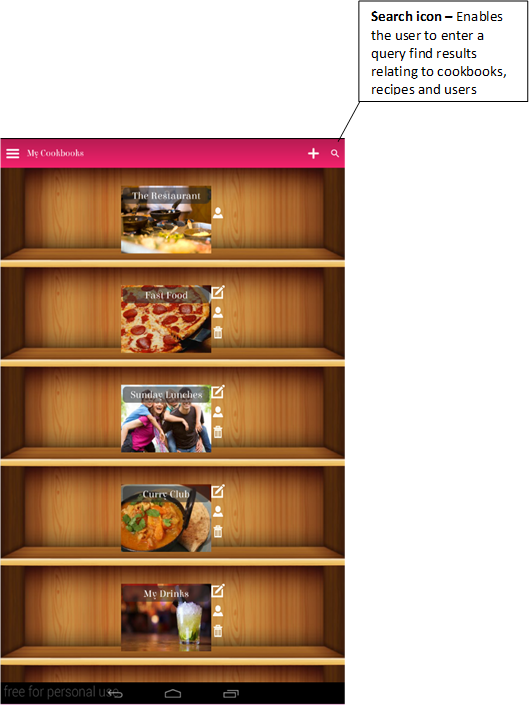 Search icon – Enables
the user to enter a
query find results
relating to cookbooks,
recipes and users
My Cookbooks
The Restaurant
Fast Food
Sunday Lunches
Curry Club
My Drinks
free for personal use